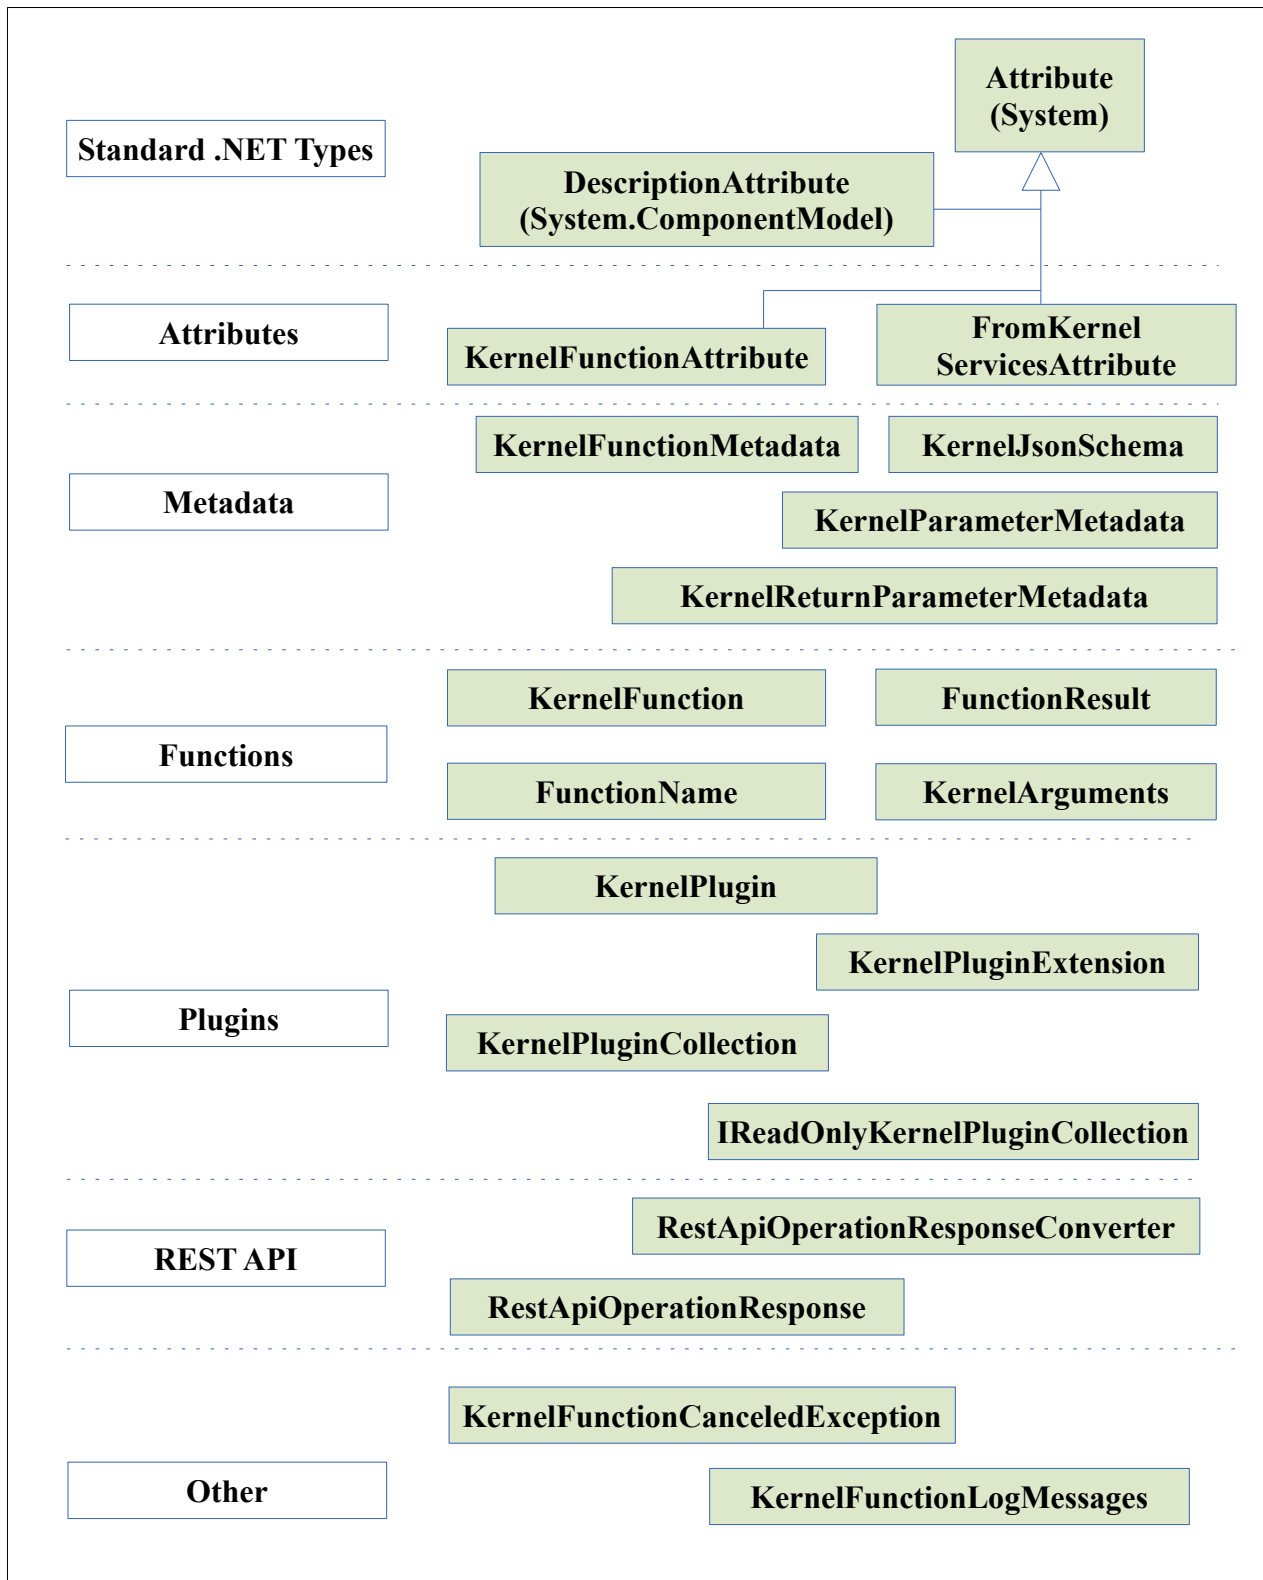 Attribute
(System)
Standard .NET Types
DescriptionAttribute
(System.ComponentModel)
Attributes
KernelFunctionAttribute
FromKernel
ServicesAttribute
KernelFunctionMetadata
KernelJsonSchema
Metadata
KernelParameterMetadata
KernelReturnParameterMetadata
KernelFunction
FunctionResult
Functions
FunctionName
KernelArguments
KernelPlugin
KernelPluginExtension
Plugins
KernelPluginCollection
IReadOnlyKernelPluginCollection
RestApiOperationResponseConverter
REST API
RestApiOperationResponse
KernelFunctionCanceledException
Other
KernelFunctionLogMessages